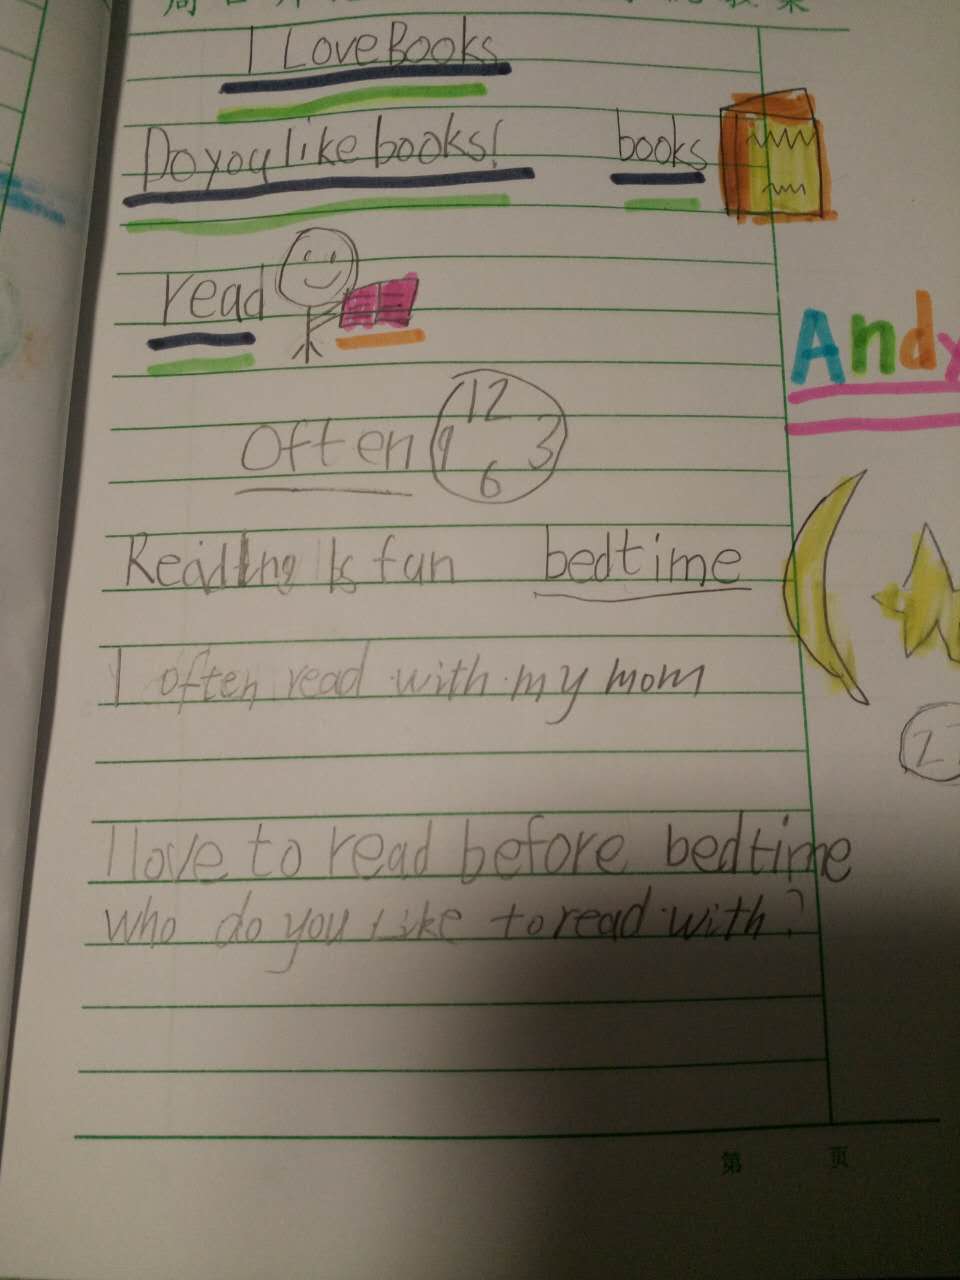 I Love Books
Do you like books! books
read
Andy
Often 12 3 6 9
Reading Is fun bedtime
I often read with my mom
I love to read before bedtime
who do you Like to read with?
第 页